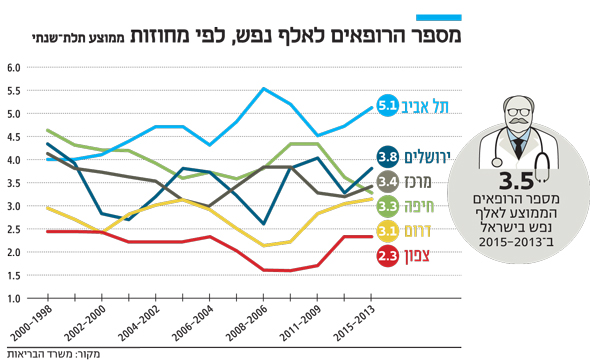 מספר הרופאים לאלף נפש, לפי מחוזות ממוצע תלת־שנתי
6.0
5.5
5.0
4.5
4.0
3.5
3.0
2.5
2.0
1.5
1.0
תל אביב 5.1
ירושלים 3.8
מרכז 3.4
חיפה 3.3
דרום 3.1
צפון 2.3
2000–1998
2002–2000
2004–2002
2006–2004
2008–2006
2011–2009
2015–2013
3.5
מספר הרופאים
הממוצע לאלף
נפש בישראל
ב־2013–2015
מקור: משרד הבריאות